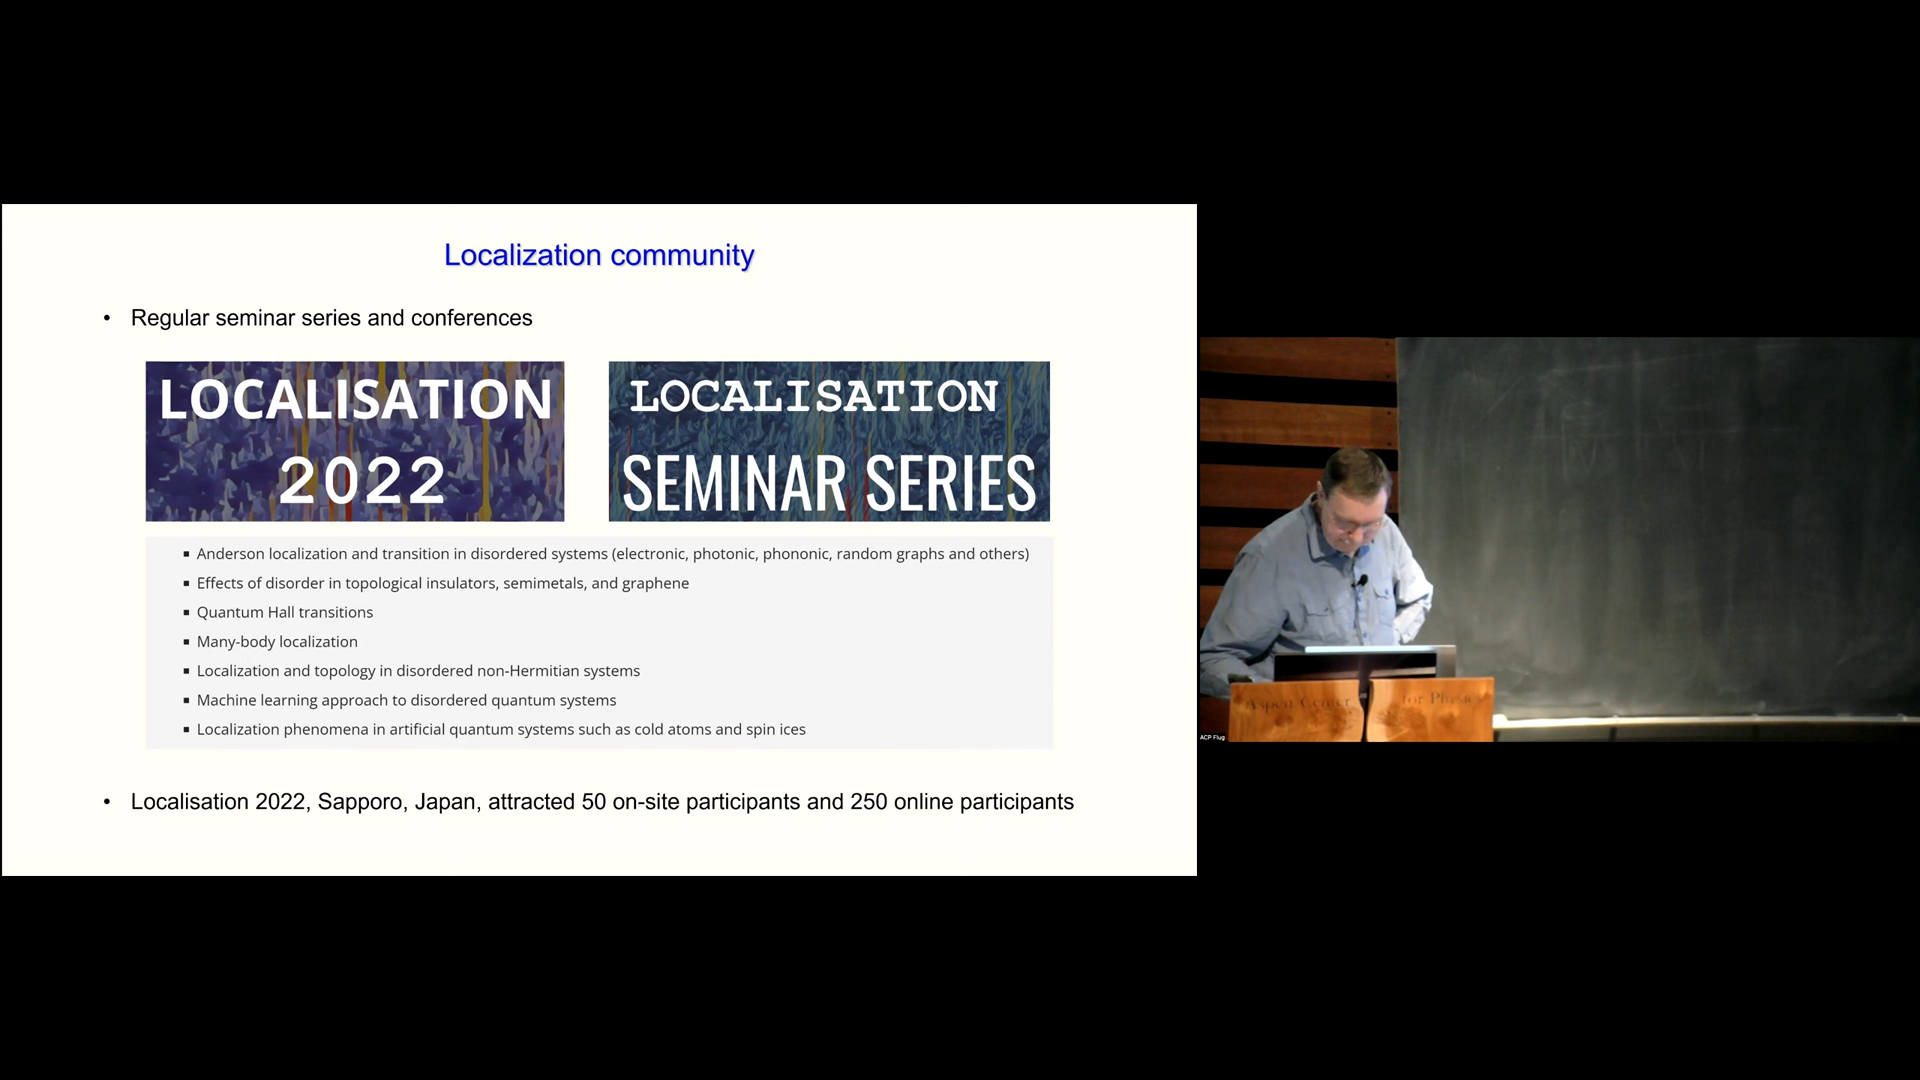 Localization community
• Regular seminar series and conferences
LOCALISATION
2022
LOCALISATION
SEMINAR SERIES
▪ Anderson localization and transition in disordered systems (electronic, photonic, phononic, random graphs and others)
▪ Effects of disorder in topological insulators, semimetals, and graphene
▪ Quantum Hall transitions
▪ Many-body localization
▪ Localization and topology in disordered non-Hermitian systems
▪ Machine learning approach to disordered quantum systems
▪ Localization phenomena in artificial quantum systems such as cold atoms and spin ices
• Localisation 2022, Sapporo, Japan, attracted 50 on-site participants and 250 online participants
Aspen Center for Physics
ACP Flug